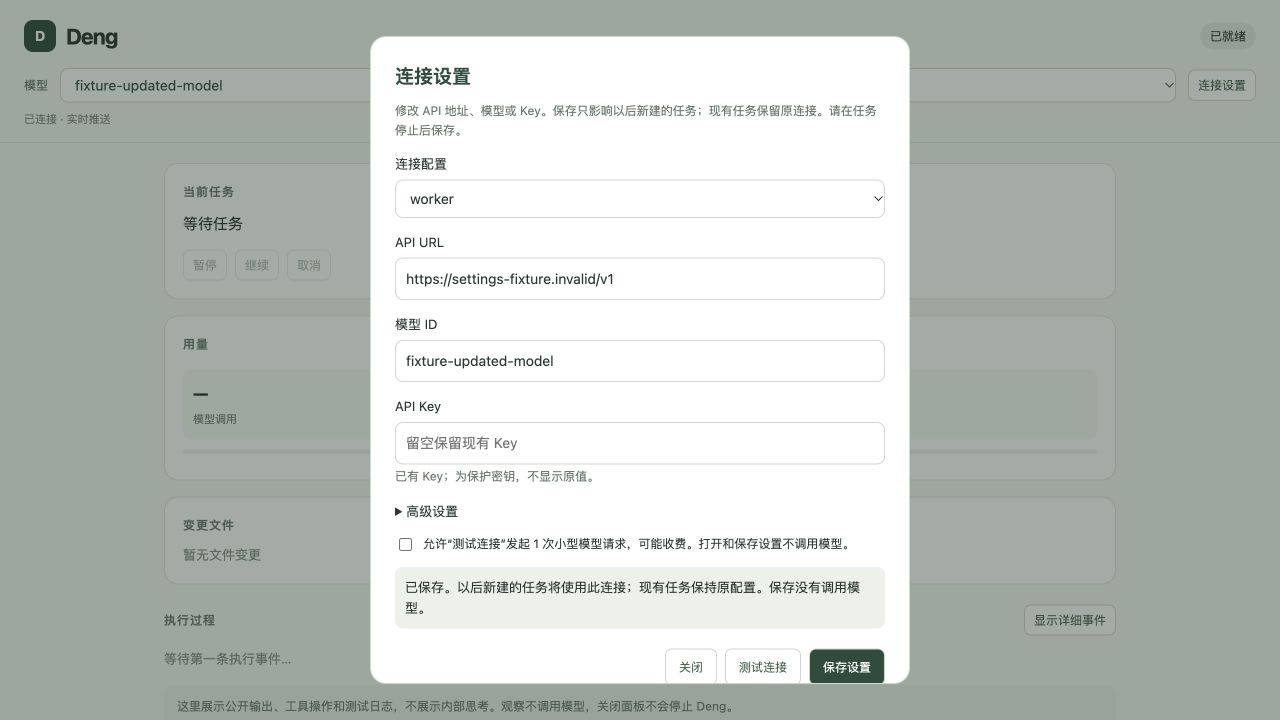 D
Deng
已就绪
模型
fixture-updated-model
连接设置
已连接 · 实时推送
当前任务
等待任务
暂停
继续
取消
用量
—
模型调用
变更文件
暂无文件变更
执行过程
显示详细事件
等待第一条执行事件...
这里展示公开输出、工具操作和测试日志，不展示内部思考。观察不调用模型，关闭面板不会停止 Deng。
连接设置
修改 API 地址、模型或 Key。保存只影响以后新建的任务；现有任务保留原连接。请在任务
停止后保存。
连接配置
worker
API URL
https://settings-fixture.invalid/v1
模型 ID
fixture-updated-model
API Key
留空保留现有 Key
已有 Key；为保护密钥，不显示原值。
高级设置
允许“测试连接”发起 1 次小型模型请求，可能收费。打开和保存设置不调用模型。
已保存。以后新建的任务将使用此连接；现有任务保持原配置。保存没有调用模
型。
关闭
测试连接
保存设置